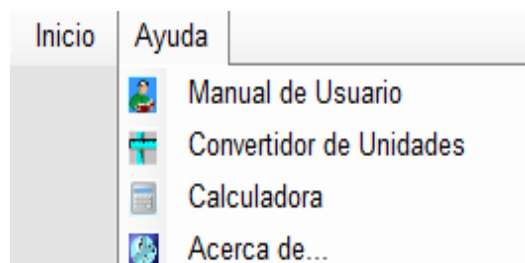 Inicio Ayuda
Manual de Usuario
Convertidor de Unidades
Calculadora
Acerca de...